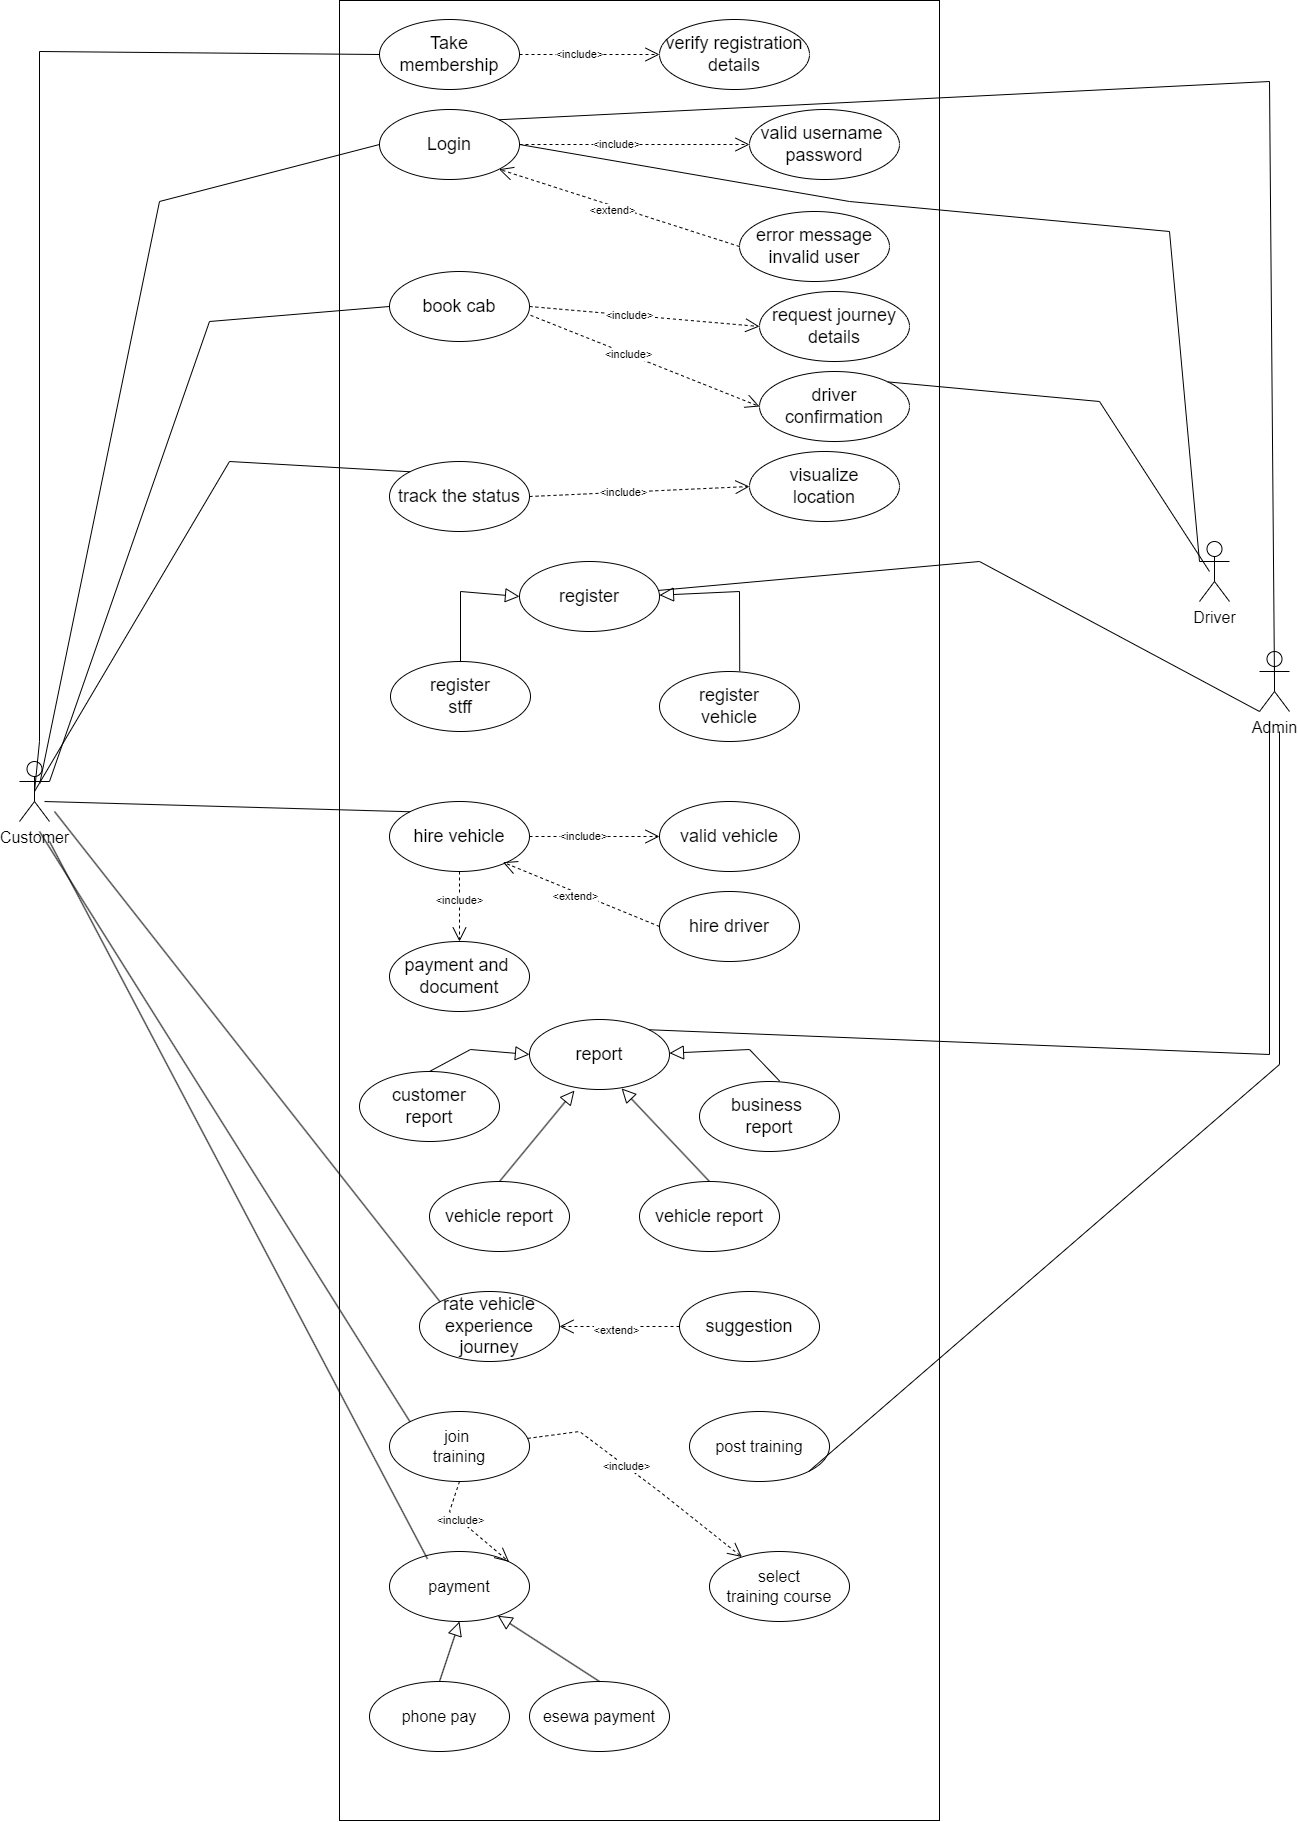 Take
membership
<include>
verify registration
details
Login
<include>
valid username
password
<extend>
error message
invalid user
book cab
<include>
request journey
details
<include>
driver
confirmation
track the status
<include>
visualize
location
register
Driver
register
stff
register
vehicle
Admin
Customer
hire vehicle
<include>
valid vehicle
<extend>
hire driver
<include>
payment and
document
report
customer
report
business
report
vehicle report
vehicle report
rate vehicle
experience
journey
<extend>
suggestion
join
training
<include>
post training
<include>
payment
select
training course
phone pay
esewa payment